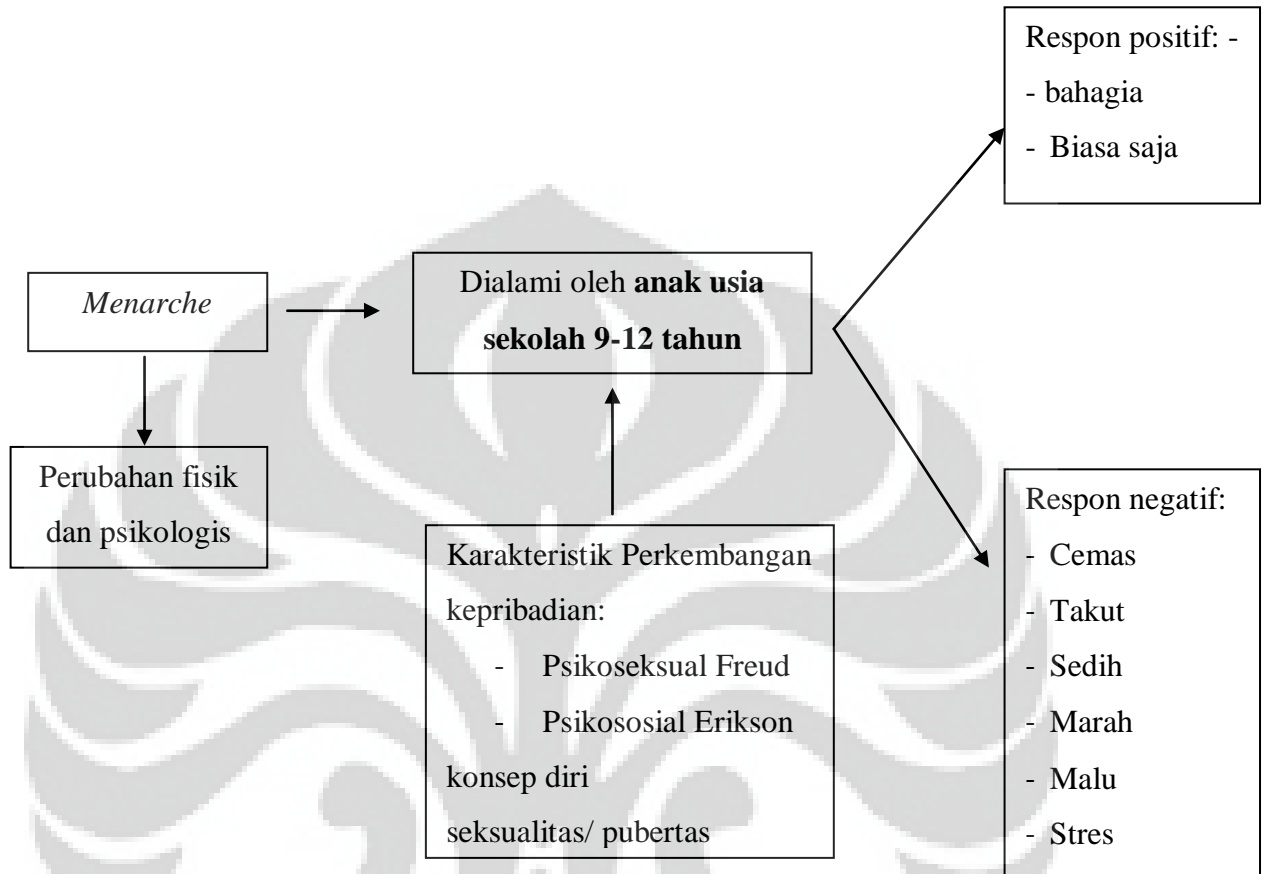 Respon positif: -
- bahagia
- Biasa saja
Menarche
Dialami oleh anak usia
sekolah 9-12 tahun
Perubahan fisik
dan psikologis
Karakteristik Perkembangan
kepribadian:
- Psikoseksual Freud
- Psikososial Erikson
konsep diri
seksualitas/ pubertas
Respon negatif:
- Cemas
- Takut
- Sedih
- Marah
- Malu
- Stres